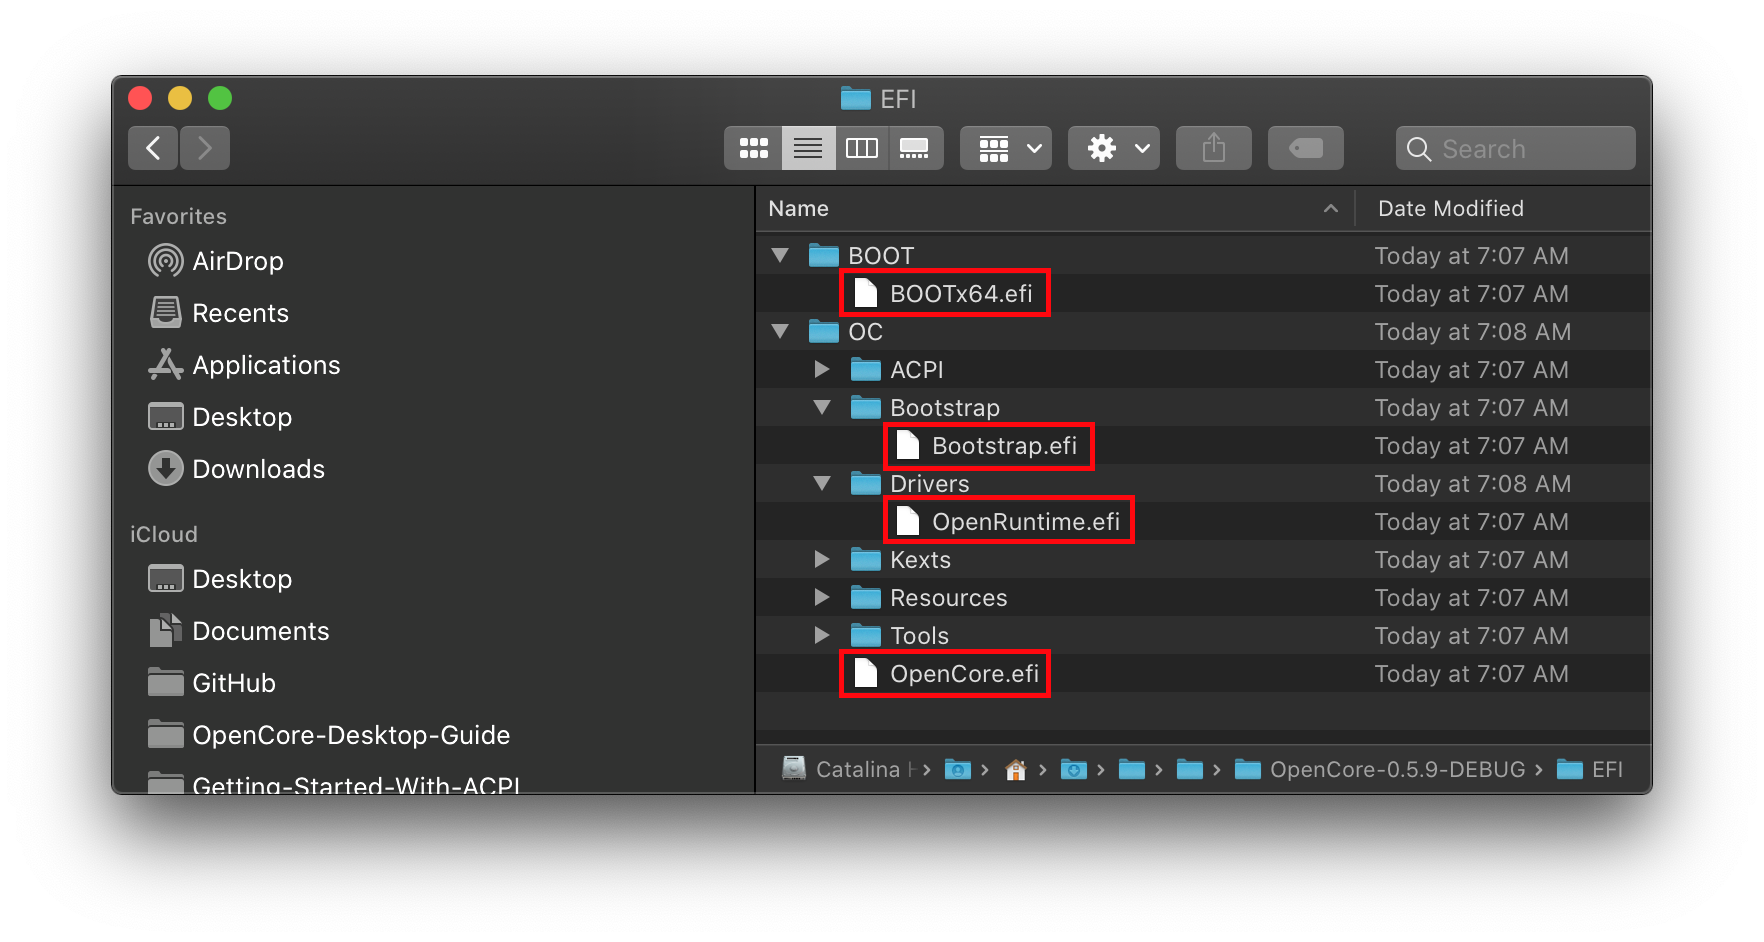 EFI
Search
Favorites
AirDrop
Recents
Applications
Desktop
Downloads
iCloud
Desktop
Documents
GitHub
OpenCore-Desktop-Guide
Getting-Started-With-ACPI
Name Date Modified
BOOT Today at 7:07 AM
BOOTx64.efi Today at 7:07 AM
OC Today at 7:08 AM
ACPI Today at 7:07 AM
Bootstrap Today at 7:07 AM
Bootstrap.efi Today at 7:07 AM
Drivers Today at 7:08 AM
OpenRuntime.efi Today at 7:07 AM
Kexts Today at 7:07 AM
Resources Today at 7:07 AM
Tools Today at 7:07 AM
OpenCore.efi Today at 7:07 AM
Catalina › › › › › › OpenCore-0.5.9-DEBUG › EFI